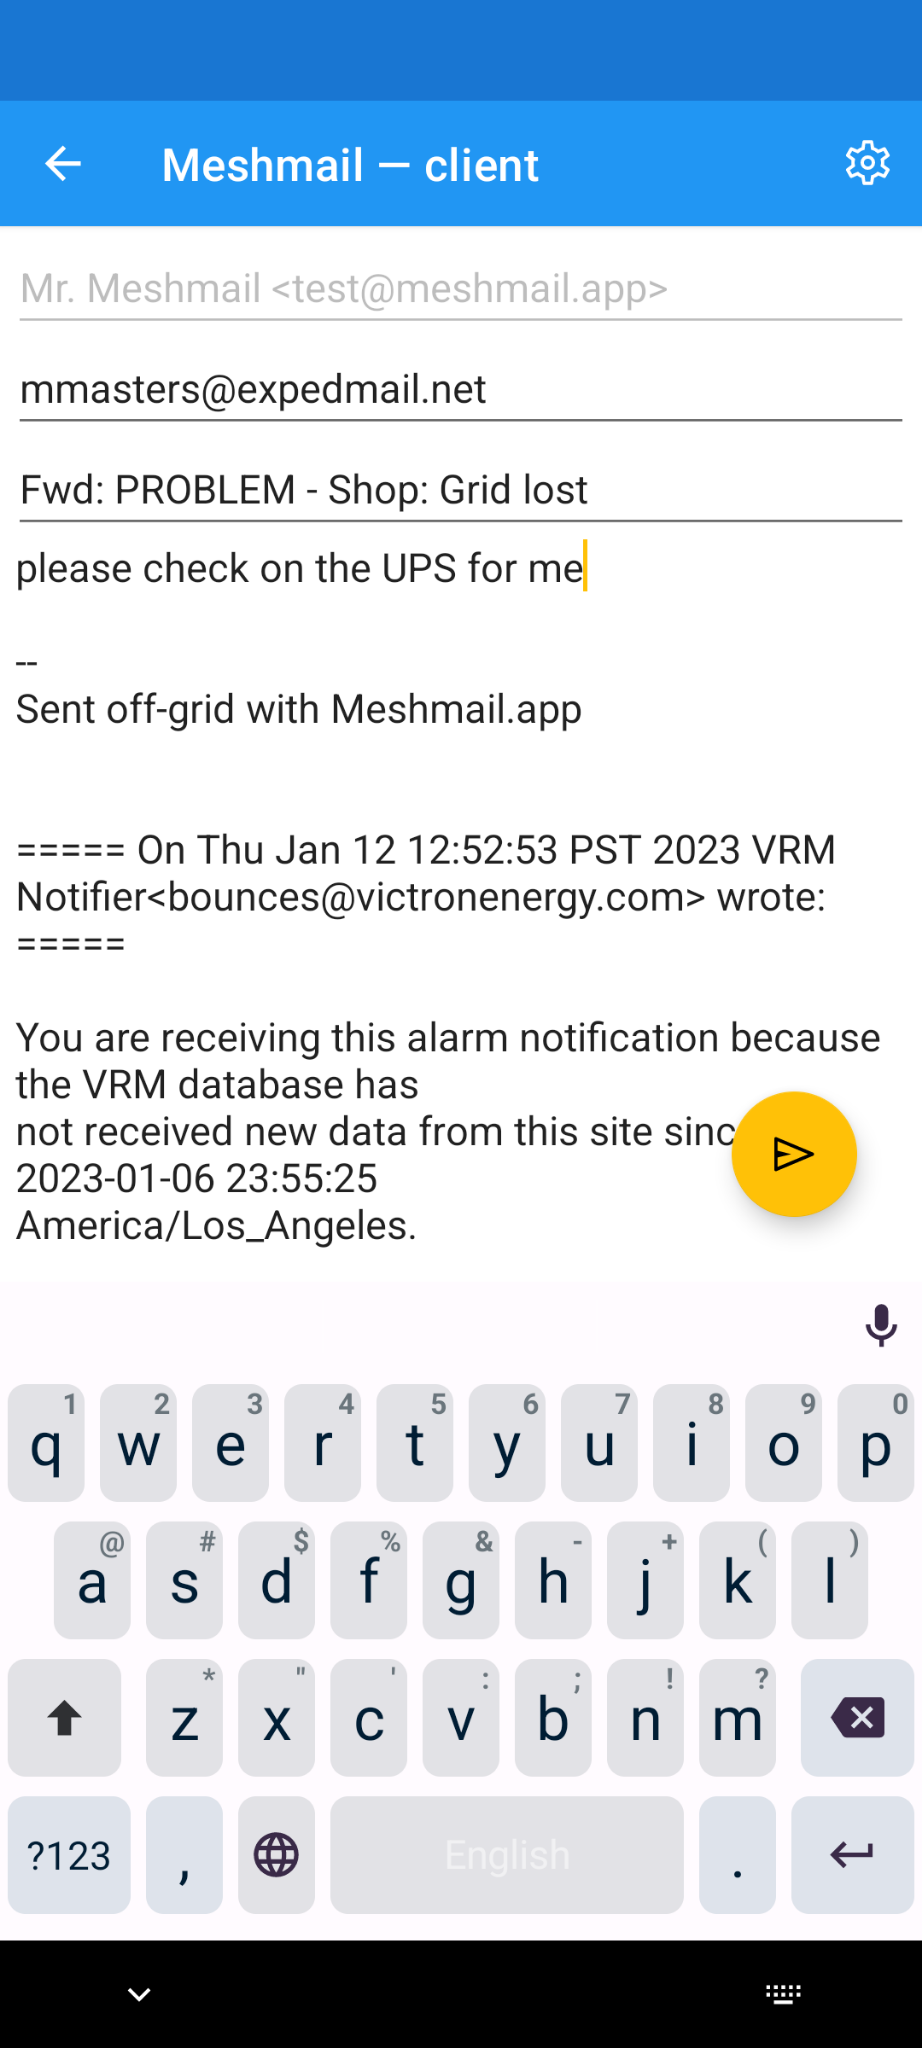 Meshmail — client
Mr. Meshmail <test@meshmail.app>
mmasters@expedmail.net
Fwd: PROBLEM - Shop: Grid lost
please check on the UPS for me
--
Sent off-grid with Meshmail.app
===== On Thu Jan 12 12:52:53 PST 2023 VRM
Notifier<bounces@victronenergy.com> wrote:
=====
You are receiving this alarm notification because
the VRM database has
not received new data from this site sinc
2023-01-06 23:55:25
America/Los_Angeles.
1 2 3 4 5 6 7 8 9 0
q w e r t y u i o p
@ # $ % & - + ( )
a s d f g h j k l
* " ' : ; ! ?
z x c v b n m
?123 , English .